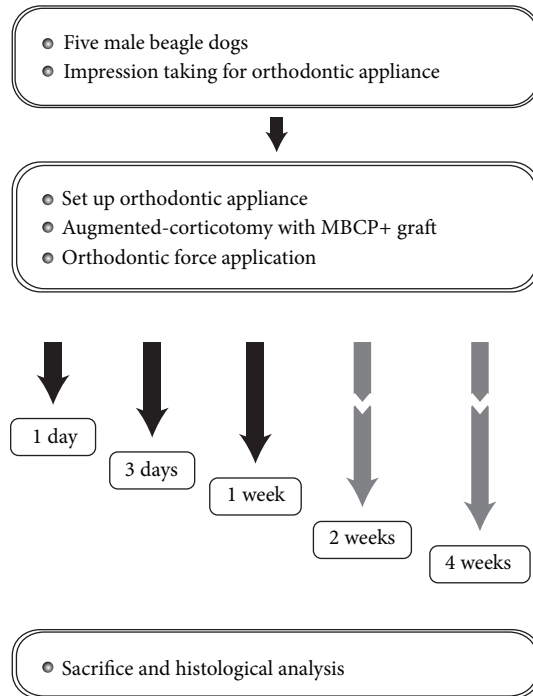 Five male beagle dogs
Impression taking for orthodontic appliance
Set up orthodontic appliance
Augmented-corticotomy with MBCP+ graft
Orthodontic force application
1 day
3 days
1 week
2 weeks
4 weeks
Sacrifice and histological analysis